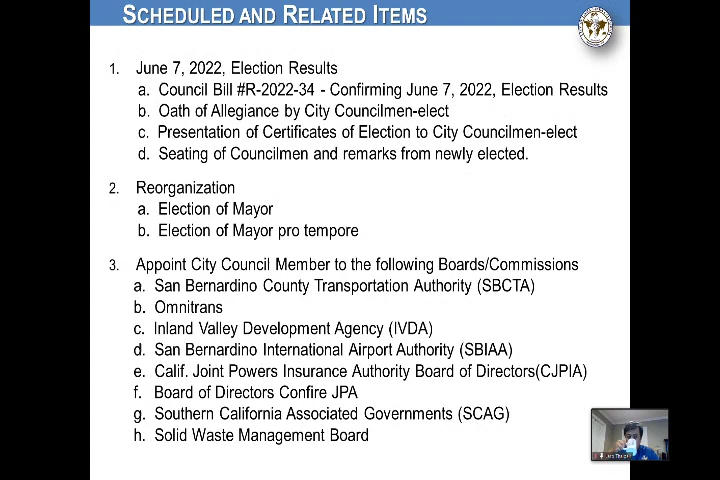 SCHEDULED AND RELATED ITEMS
1. June 7, 2022, Election Results
a. Council Bill #R-2022-34 - Confirming June 7, 2022, Election Results
b. Oath of Allegiance by City Councilmen-elect
c. Presentation of Certificates of Election to City Councilmen-elect
d. Seating of Councilmen and remarks from newly elected.
2. Reorganization
a. Election of Mayor
b. Election of Mayor pro tempore
3. Appoint City Council Member to the following Boards/Commissions
a. San Bernardino County Transportation Authority (SBCTA)
b. Omnitrans
c. Inland Valley Development Agency (IVDA)
d. San Bernardino International Airport Authority (SBIAA)
e. Calif. Joint Powers Insurance Authority Board of Directors(CJPIA)
f. Board of Directors Confire JPA
g. Southern California Associated Governments (SCAG)
h. Solid Waste Management Board